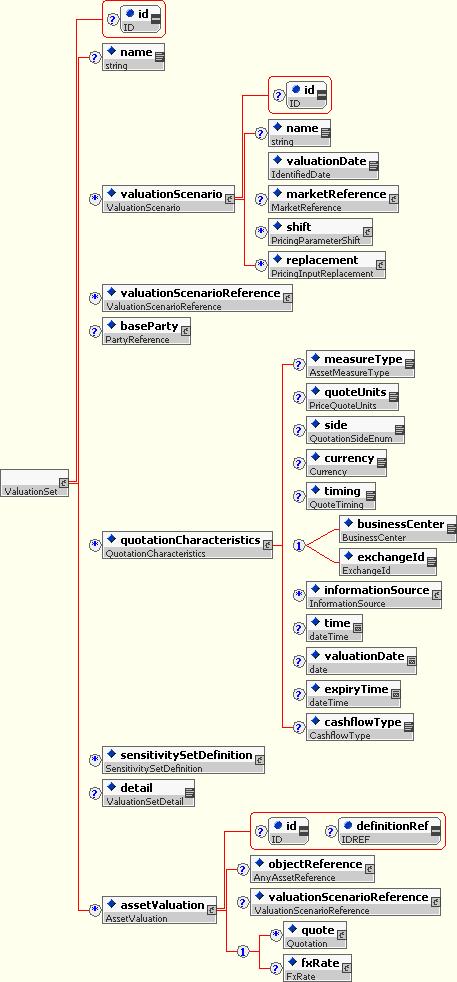 ? id
ID
? name
string
? id
ID
? name
string
valuationDate
IdentifiedDate
* valuationScenario
ValuationScenario
? marketReference
MarketReference
* shift
PricingParameterShift
* replacement
PricingInputReplacement
* valuationScenarioReference
ValuationScenarioReference
? baseParty
PartyReference
? measureType
AssetMeasureType
? quoteUnits
PriceQuoteUnits
? side
QuotationSideEnum
? currency
Currency
ValuationSet
? timing
QuoteTiming
* quotationCharacteristics
QuotationCharacteristics
1
businessCenter
BusinessCenter
exchangeId
ExchangeId
* informationSource
InformationSource
? time
dateTime
? valuationDate
date
? expiryTime
dateTime
? cashflowType
CashflowType
* sensitivitySetDefinition
SensitivitySetDefinition
? detail
ValuationSetDetail
? id ? definitionRef
ID IDREF
? objectReference
AnyAssetReference
* assetValuation
AssetValuation
? valuationScenarioReference
ValuationScenarioReference
1
* quote
Quotation
? fxRate
FxRate